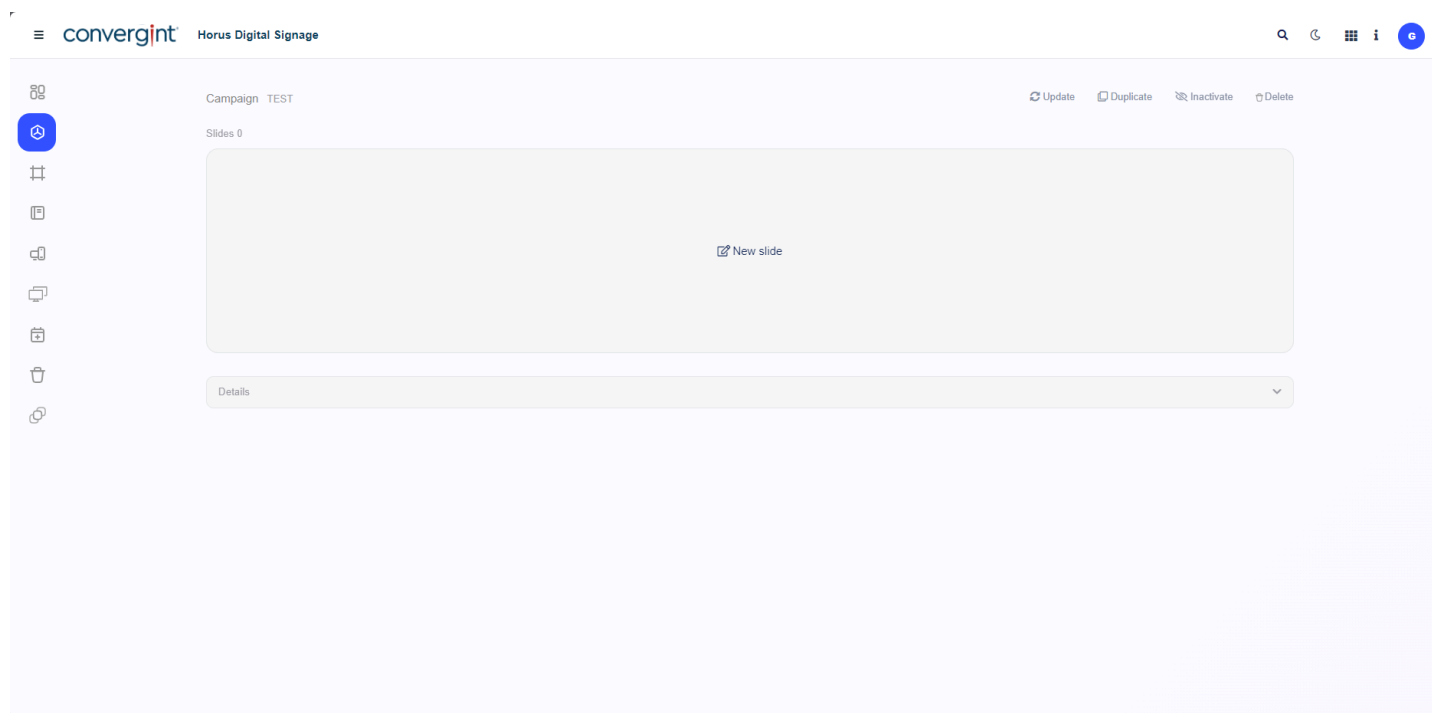 convergint Horus Digital Signage
G
Campaign TEST
Update Duplicate Inactivate Delete
Slides 0
New slide
Details